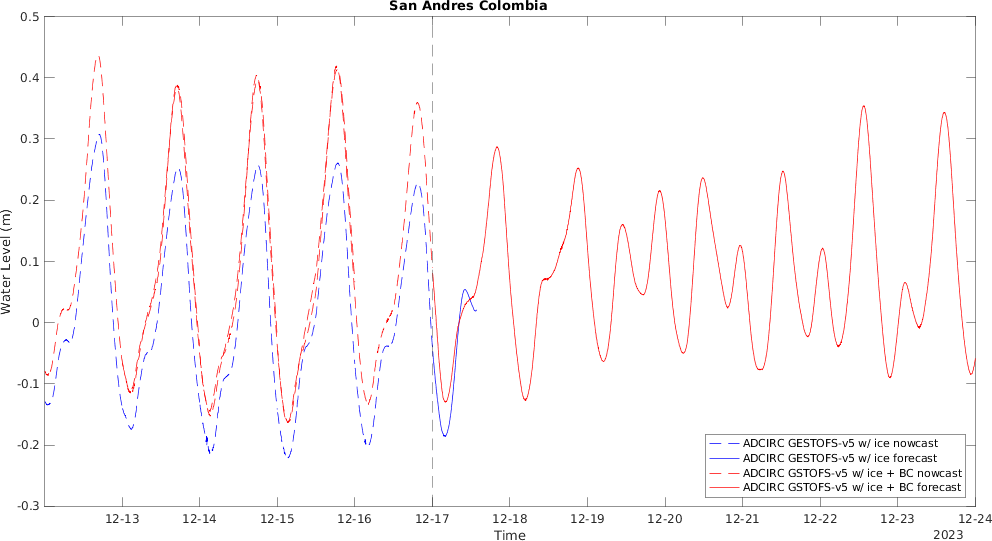 San Andres Colombia
Water Level (m)
0.5
0.4
0.3
0.2
0.1
0
-0.1
-0.2
-0.3
12-13 12-14 12-15 12-16 12-17 12-18 12-19 12-20 12-21 12-22 12-23 12-24
Time
2023
ADCIRC GESTOFS-v5 w/ ice nowcast
ADCIRC GESTOFS-v5 w/ ice forecast
ADCIRC GSTOFS-v5 w/ ice + BC nowcast
ADCIRC GSTOFS-v5 w/ ice + BC forecast